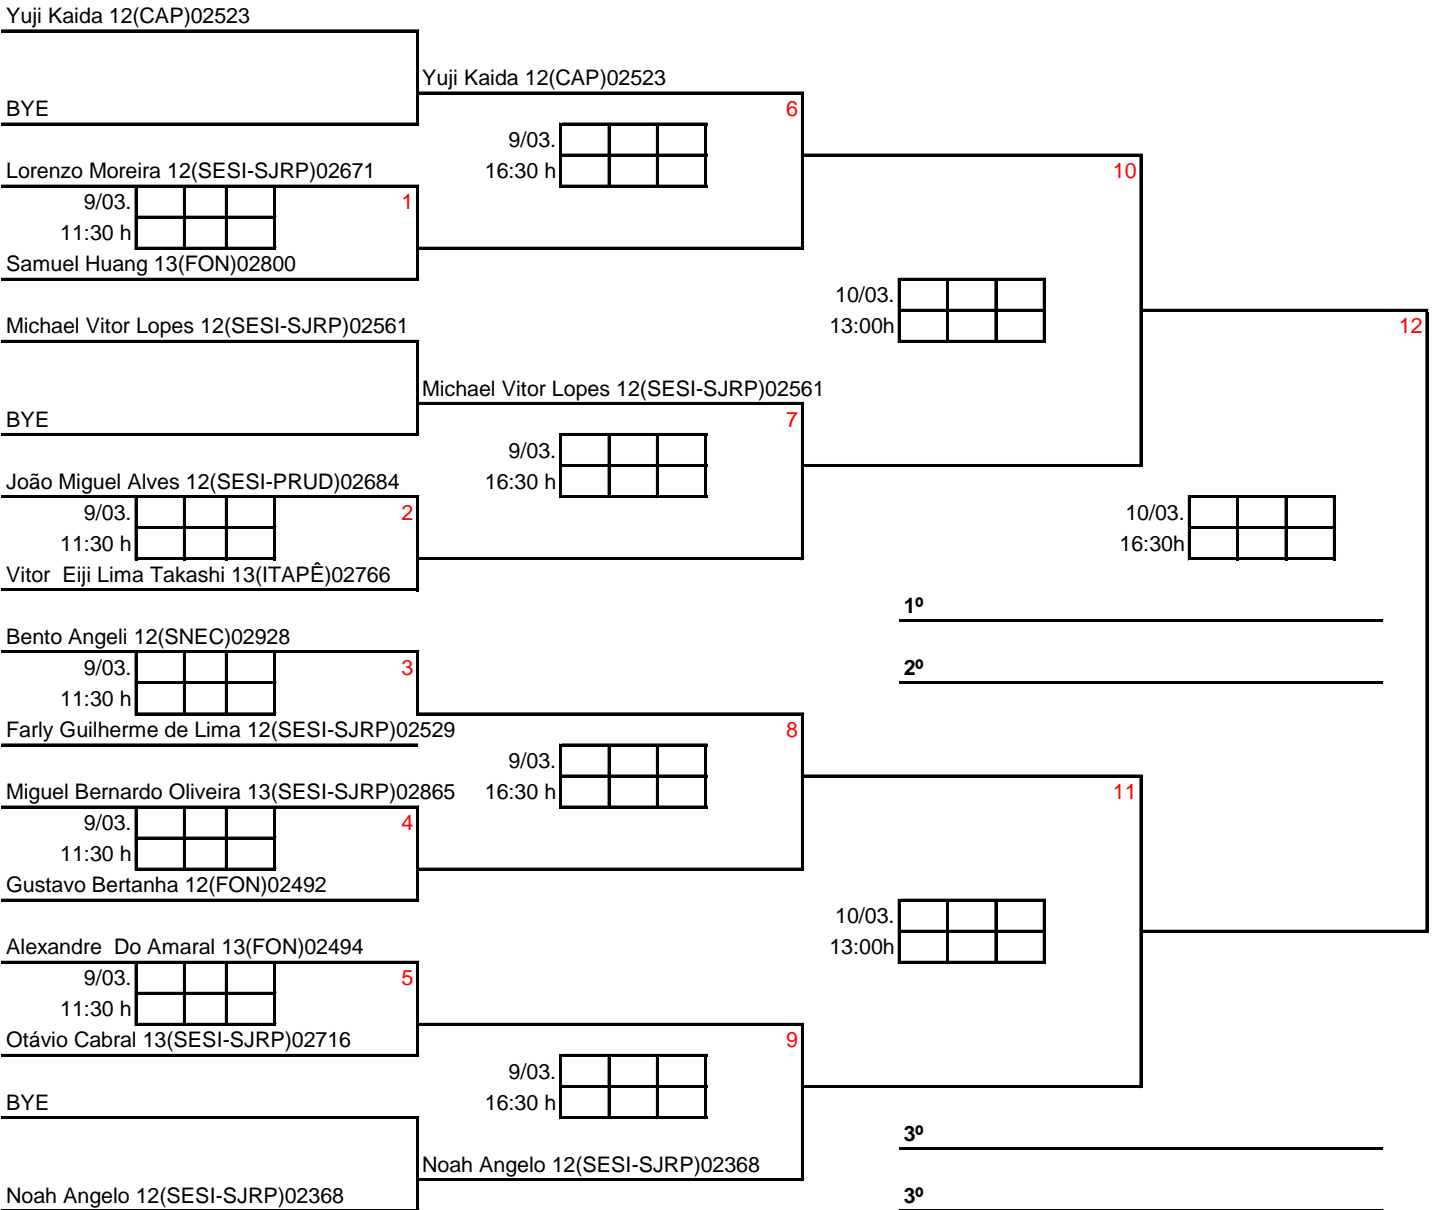 Yuji Kaida 12(CAP)02523
Yuji Kaida 12(CAP)02523
BYE
6
9/03.
16:30 h
Lorenzo Moreira 12(SESI-SJRP)02671
10
9/03.
1
11:30 h
Samuel Huang 13(FON)02800
10/03.
13:00h
Michael Vitor Lopes 12(SESI-SJRP)02561
12
Michael Vitor Lopes 12(SESI-SJRP)02561
BYE
7
9/03.
16:30 h
João Miguel Alves 12(SESI-PRUD)02684
9/03.
2
11:30 h
10/03.
16:30h
Vitor  Eiji Lima Takashi 13(ITAPÊ)02766
1º
Bento Angeli 12(SNEC)02928
9/03.
3
2º
11:30 h
Farly Guilherme de Lima 12(SESI-SJRP)02529
8
9/03.
16:30 h
Miguel Bernardo Oliveira 13(SESI-SJRP)02865
11
9/03.
4
11:30 h
Gustavo Bertanha 12(FON)02492
10/03.
13:00h
Alexandre  Do Amaral 13(FON)02494
9/03.
5
11:30 h
Otávio Cabral 13(SESI-SJRP)02716
9
9/03.
16:30 h
BYE
3º
Noah Angelo 12(SESI-SJRP)02368
Noah Angelo 12(SESI-SJRP)02368
3º